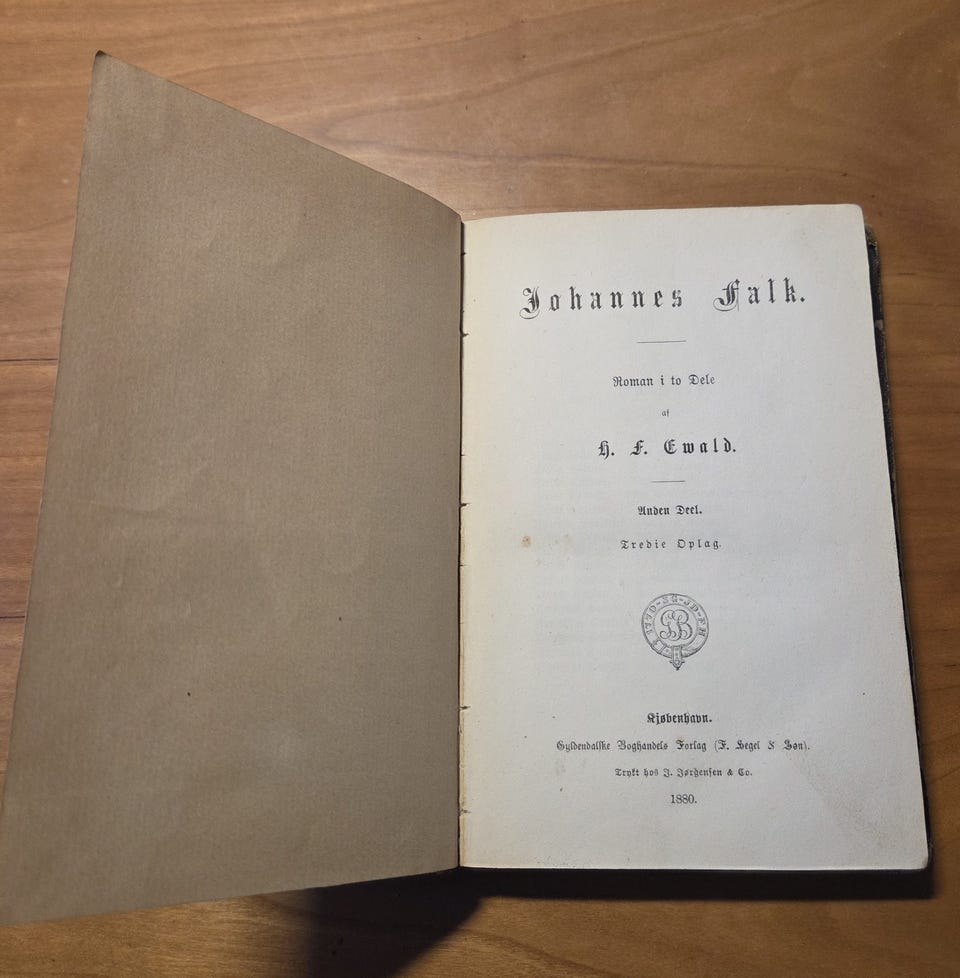 Johannes Falk.
Roman i to Dele
af
H. F. Ewald.
Anden Deel.
Tredie Oplag.
Kjøbenhavn.
Gyldendalske Boghandels Forlag (F. Hegel & Søn).
Trykt hos J. Jørgensen & Co.
1880.